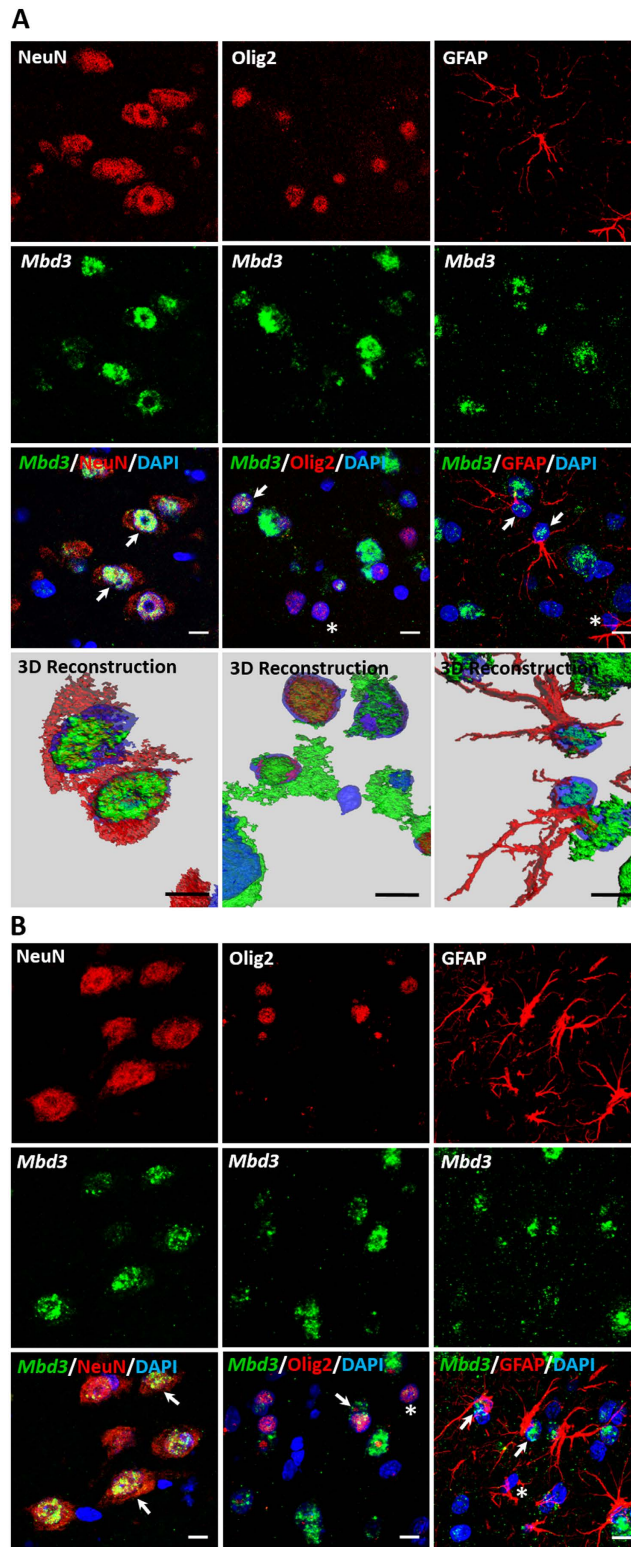 A
NeuN Olig2 GFAP
Mbd3 Mbd3 Mbd3
Mbd3/NeuN/DAPI Mbd3/Olig2/DAPI Mbd3/GFAP/DAPI
*
*
3D Reconstruction 3D Reconstruction 3D Reconstruction
B
NeuN Olig2 GFAP
Mbd3 Mbd3 Mbd3
Mbd3/NeuN/DAPI Mbd3/Olig2/DAPI Mbd3/GFAP/DAPI
*
*